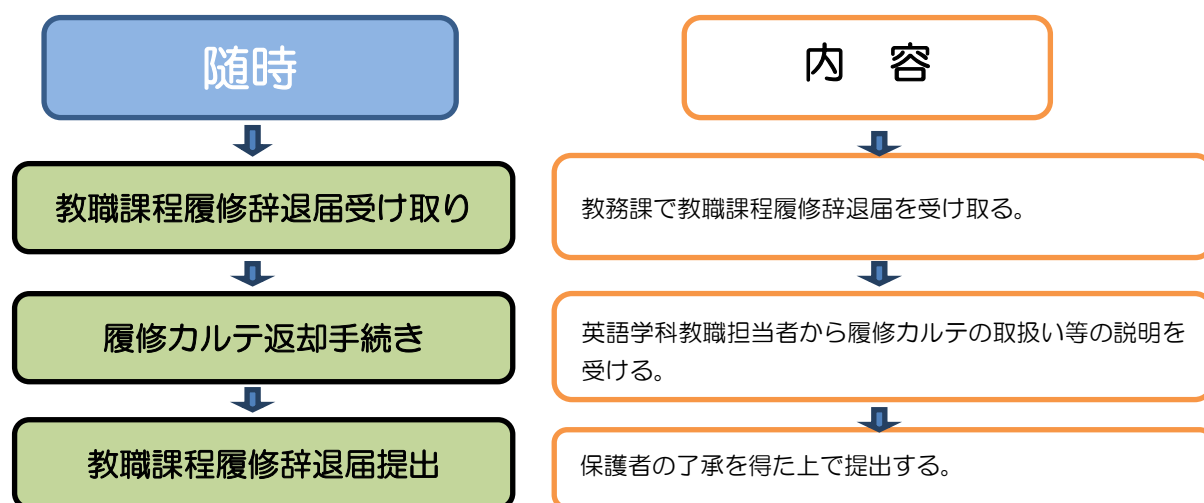 随時
内　容
教職課程履修辞退届受け取り
教務課で教職課程履修辞退届を受け取る。
履修カルテ返却手続き
英語学科教職担当者から履修カルテの取扱い等の説明を
受ける。
教職課程履修辞退届提出
保護者の了承を得た上で提出する。